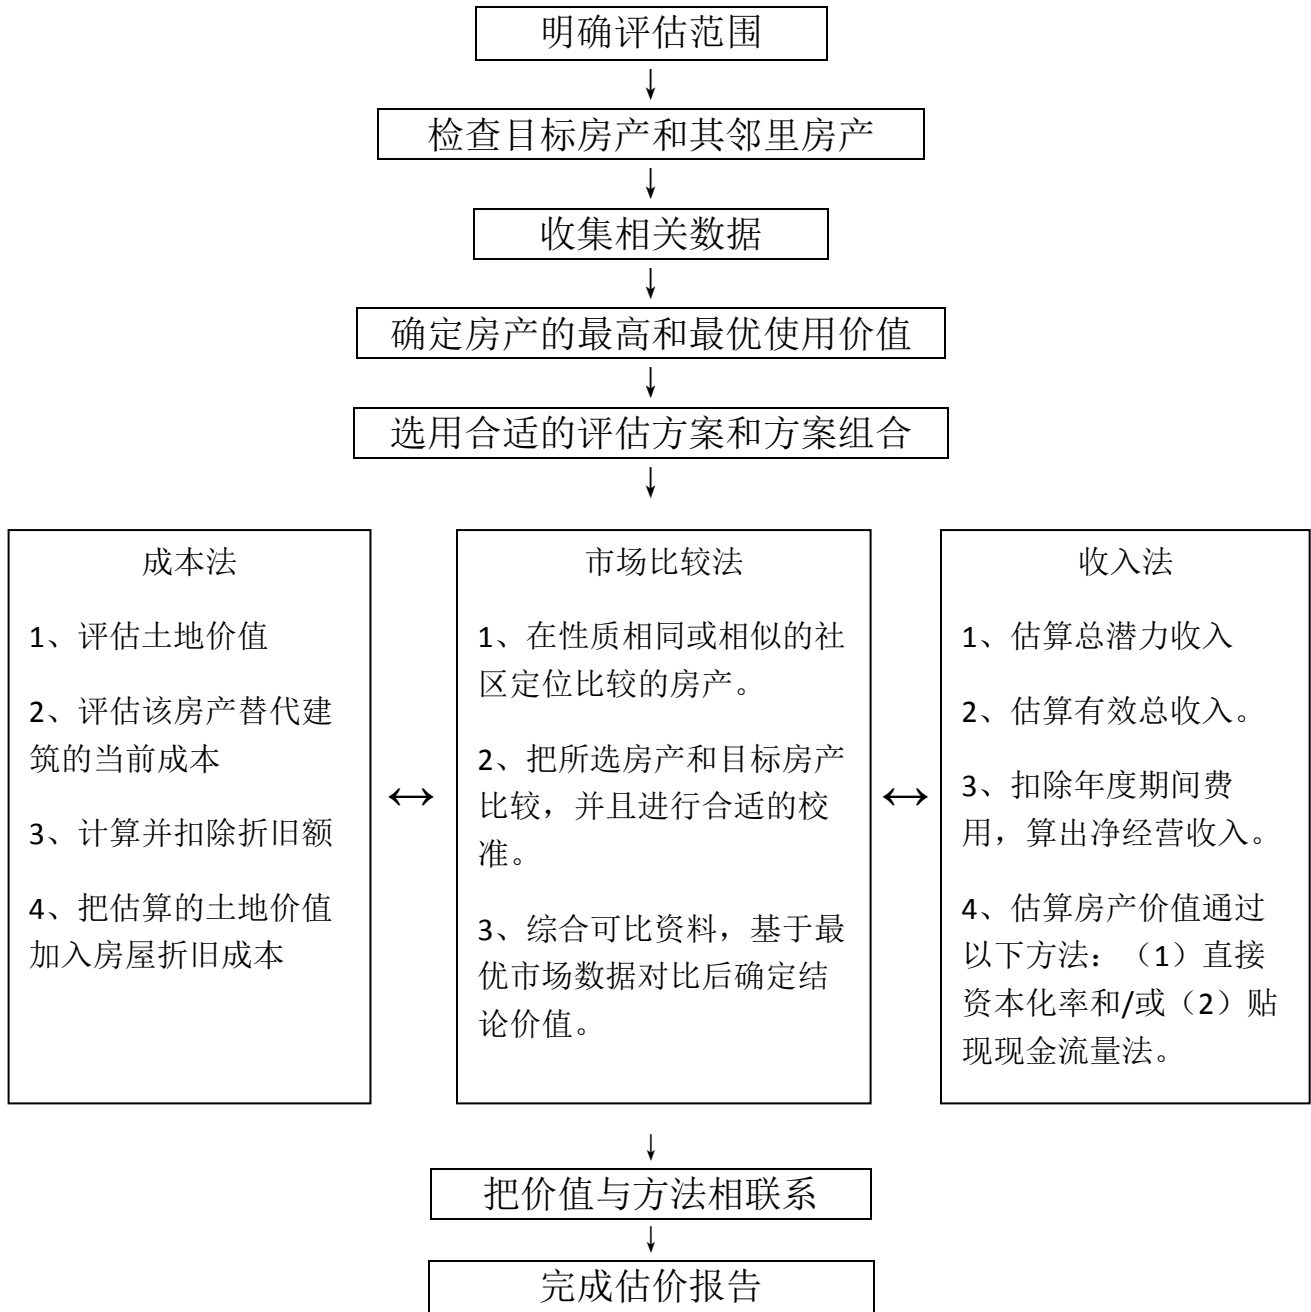 明确评估范围
检查目标房产和其邻里房产
收集相关数据
确定房产的最高和最优使用价值
选用合适的评估方案和方案组合
成本法
1、评估土地价值
2、评估该房产替代建
筑的当前成本
3、计算并扣除折旧额
4、把估算的土地价值
加入房屋折旧成本
市场比较法
1、在性质相同或相似的社
区定位比较的房产。
2、把所选房产和目标房产
比较，并且进行合适的校
准。
3、综合可比资料，基于最
优市场数据对比后确定结
论价值。
收入法
1、估算总潜力收入
2、估算有效总收入。
3、扣除年度期间费
用，算出净经营收入。
4、估算房产价值通过
以下方法：（1）直接
资本化率和/或（2）贴
现现金流量法。
把价值与方法相联系
完成估价报告